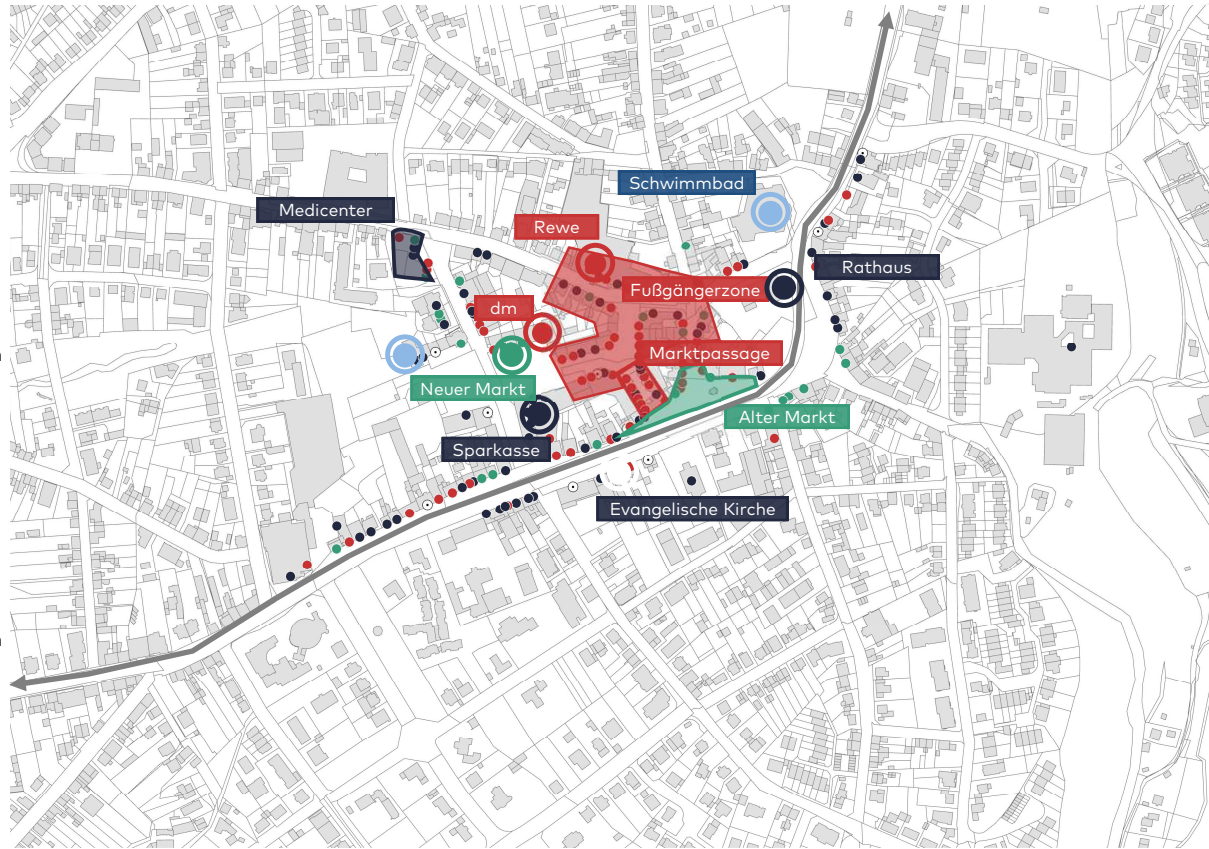 Schwimmbad
Medicenter
Rewe
Rathaus
Fußgängerzone
dm
Marktpassage
Neuer Markt
Alter Markt
Sparkasse
Evangelische Kirche